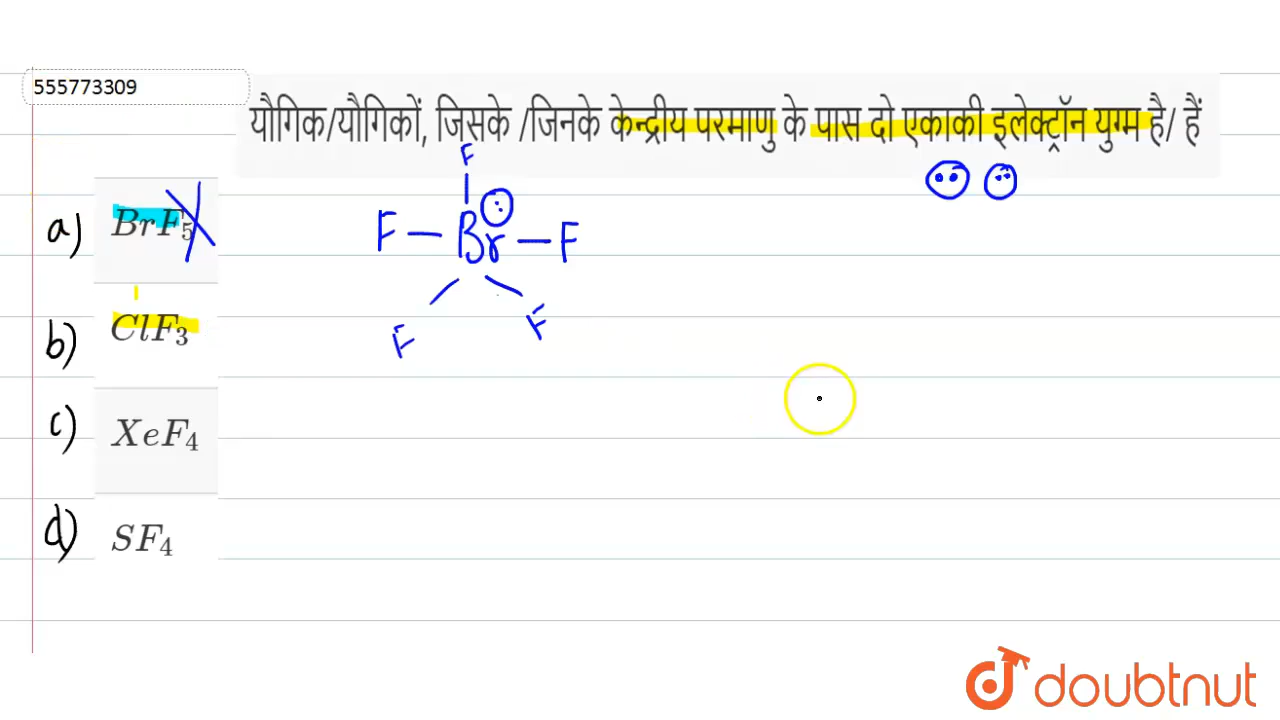 555773309
यौगिक/यौगिकों, जिसके /जिनके केन्द्रीय परमाणु के पास दो एकाकी इलेक्ट्रॉन युग्म है/ हैं
F
F — Br — F
F F
a) BrF₅
b) ClF₃
c) XeF₄
d) SF₄
doubtnut